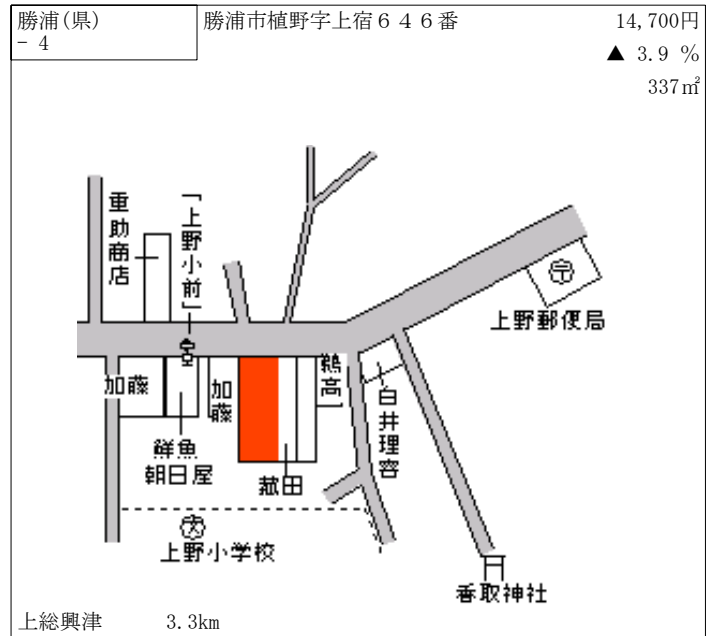 勝浦(県)
- 4
勝浦市植野字上宿６４６番
14,700円
▲ 3.9 %
337㎡
重助商店
「上野小前」
上野郵便局
加藤
鮮魚
朝日屋
加藤
鵜高
白井理容
菰田
上野小学校
香取神社
上総興津 3.3km